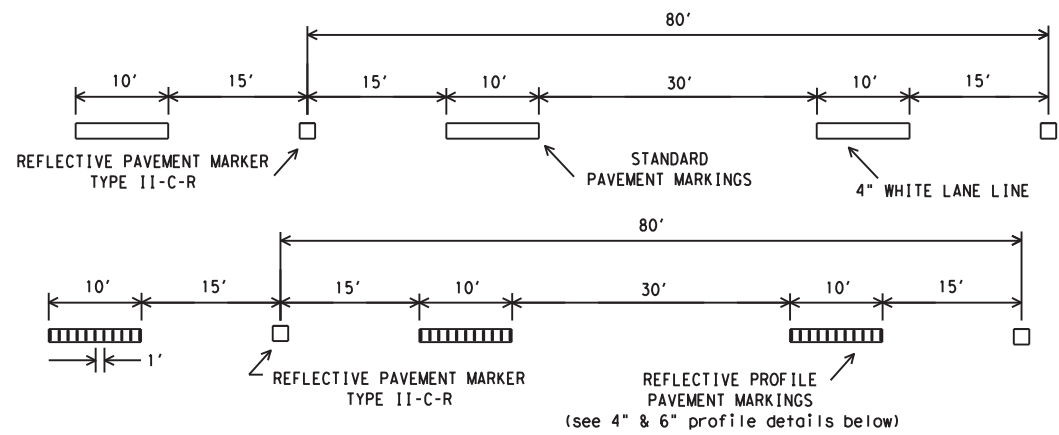 80'
10' 15' 15' 10' 30' 10' 15'
REFLECTIVE PAVEMENT MARKER
TYPE II-C-R
STANDARD
PAVEMENT MARKINGS
4" WHITE LANE LINE
80'
10' 15' 15' 10' 30' 10' 15'
1'
REFLECTIVE PAVEMENT MARKER
TYPE II-C-R
REFLECTIVE PROFILE
PAVEMENT MARKINGS
(see 4" & 6" profile details below)